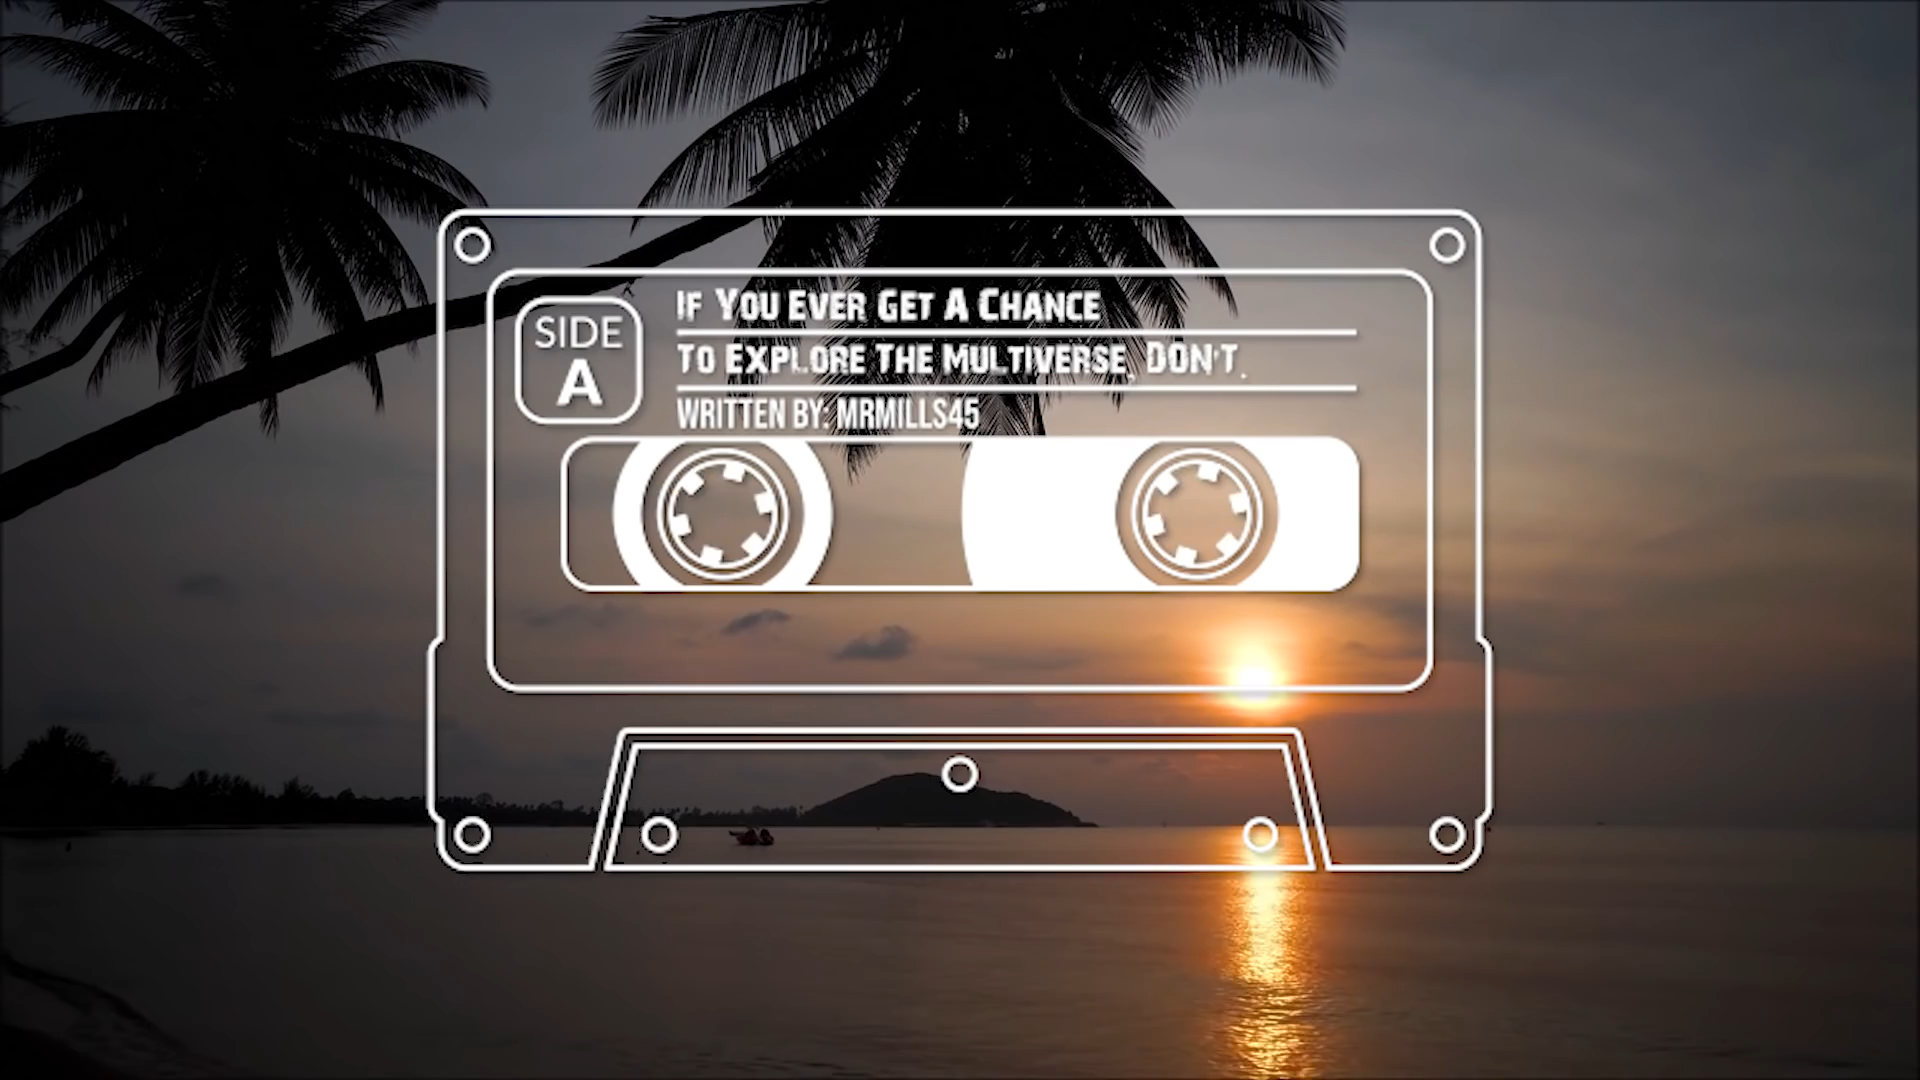 SIDE
A
If You Ever Get A Chance
To Explore The Multiverse, DON'T.
WRITTEN BY: MRMILLS45